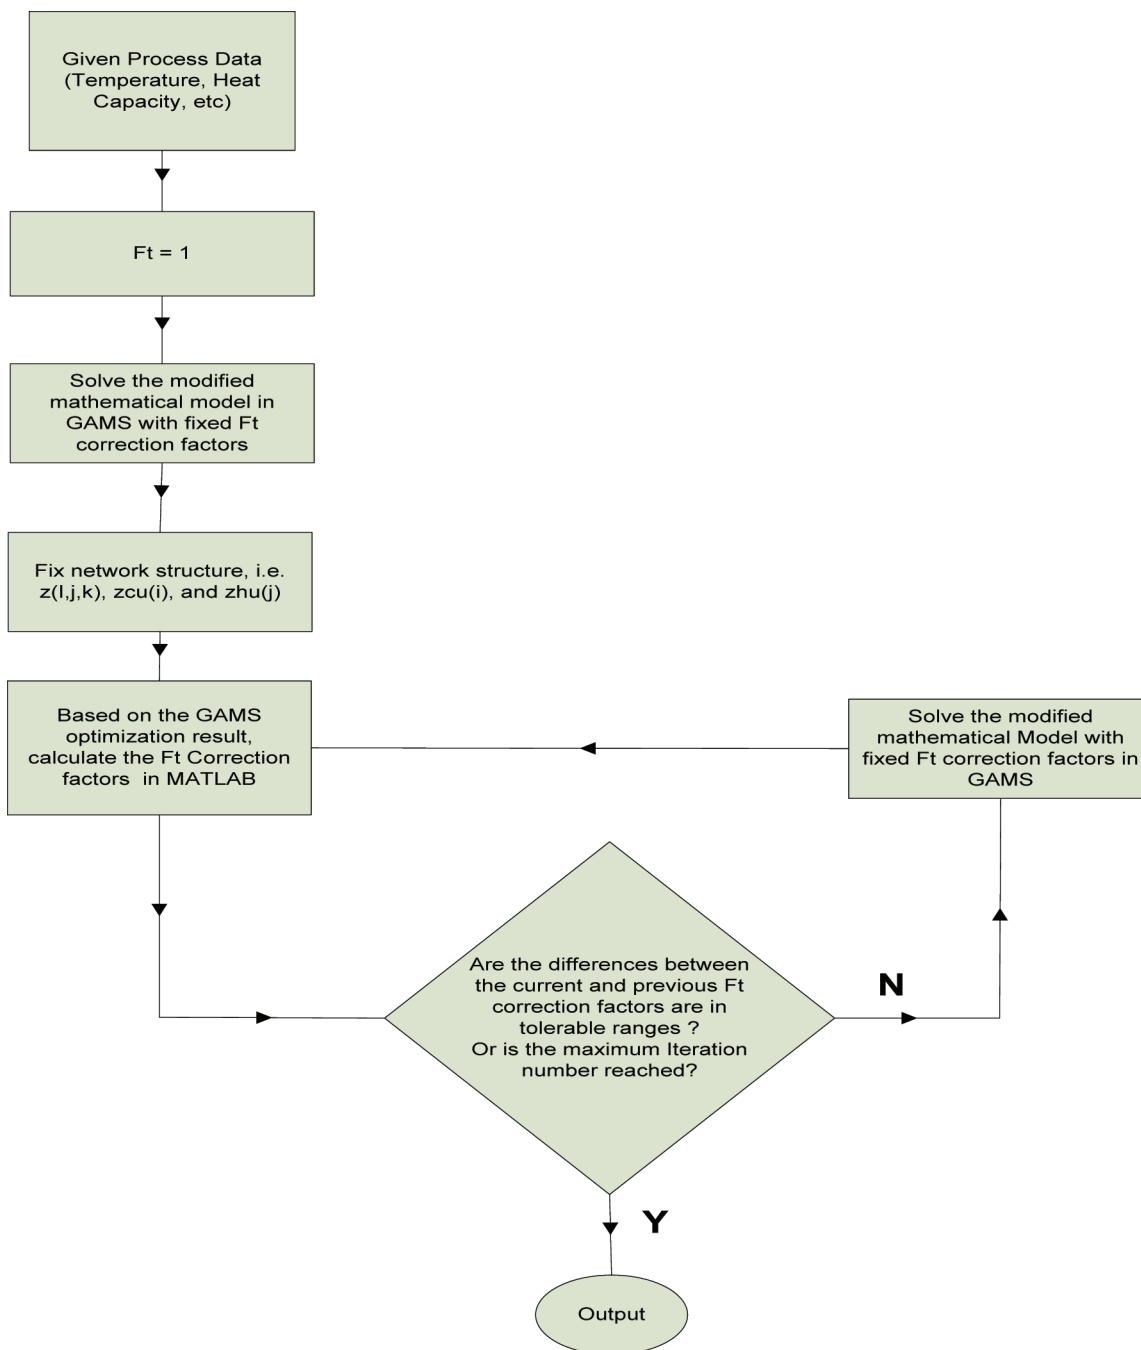 Given Process Data
(Temperature, Heat
Capacity, etc)
Ft = 1
Solve the modified
mathematical model in
GAMS with fixed Ft
correction factors
Fix network structure, i.e.
z(I,j,k), zcu(i), and zhu(j)
Based on the GAMS
optimization result,
calculate the Ft Correction
factors in MATLAB
Solve the modified
mathematical Model with
fixed Ft correction factors in
GAMS
Are the differences between
the current and previous Ft
correction factors are in
tolerable ranges ?
Or is the maximum Iteration
number reached?
N
Y
Output